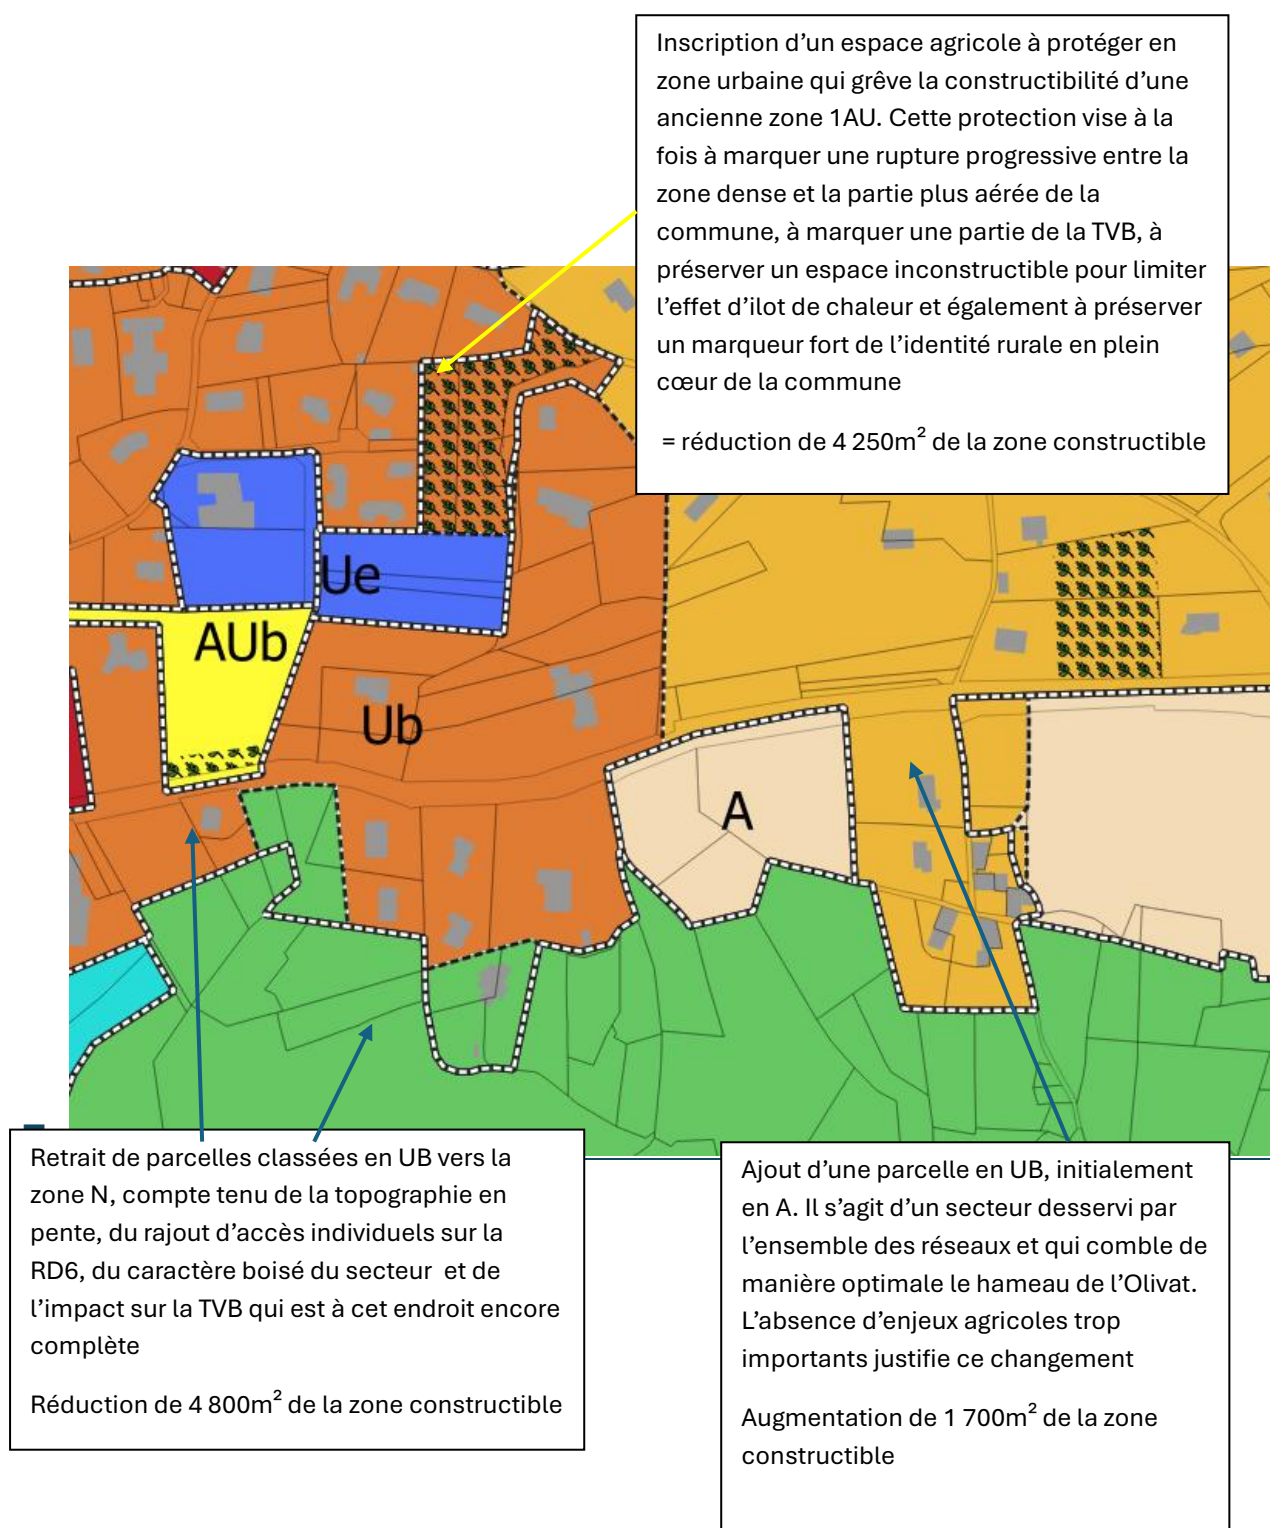 Inscription d’un espace agricole à protéger en
zone urbaine qui grêve la constructibilité d’une
ancienne zone 1AU. Cette protection vise à la
fois à marquer une rupture progressive entre la
zone dense et la partie plus aérée de la
commune, à marquer une partie de la TVB, à
préserver un espace inconstructible pour limiter
l’effet d’ilot de chaleur et également à préserver
un marqueur fort de l’identité rurale en plein
cœur de la commune
= réduction de 4 250m² de la zone constructible
Ue
AUb
Ub
A
Retrait de parcelles classées en UB vers la
zone N, compte tenu de la topographie en
pente, du rajout d’accès individuels sur la
RD6, du caractère boisé du secteur et de
l’impact sur la TVB qui est à cet endroit encore
complète
Réduction de 4 800m² de la zone constructible
Ajout d’une parcelle en UB, initialement
en A. Il s’agit d’un secteur desservi par
l’ensemble des réseaux et qui comble de
manière optimale le hameau de l’Olivat.
L’absence d’enjeux agricoles trop
importants justifie ce changement
Augmentation de 1 700m² de la zone
constructible